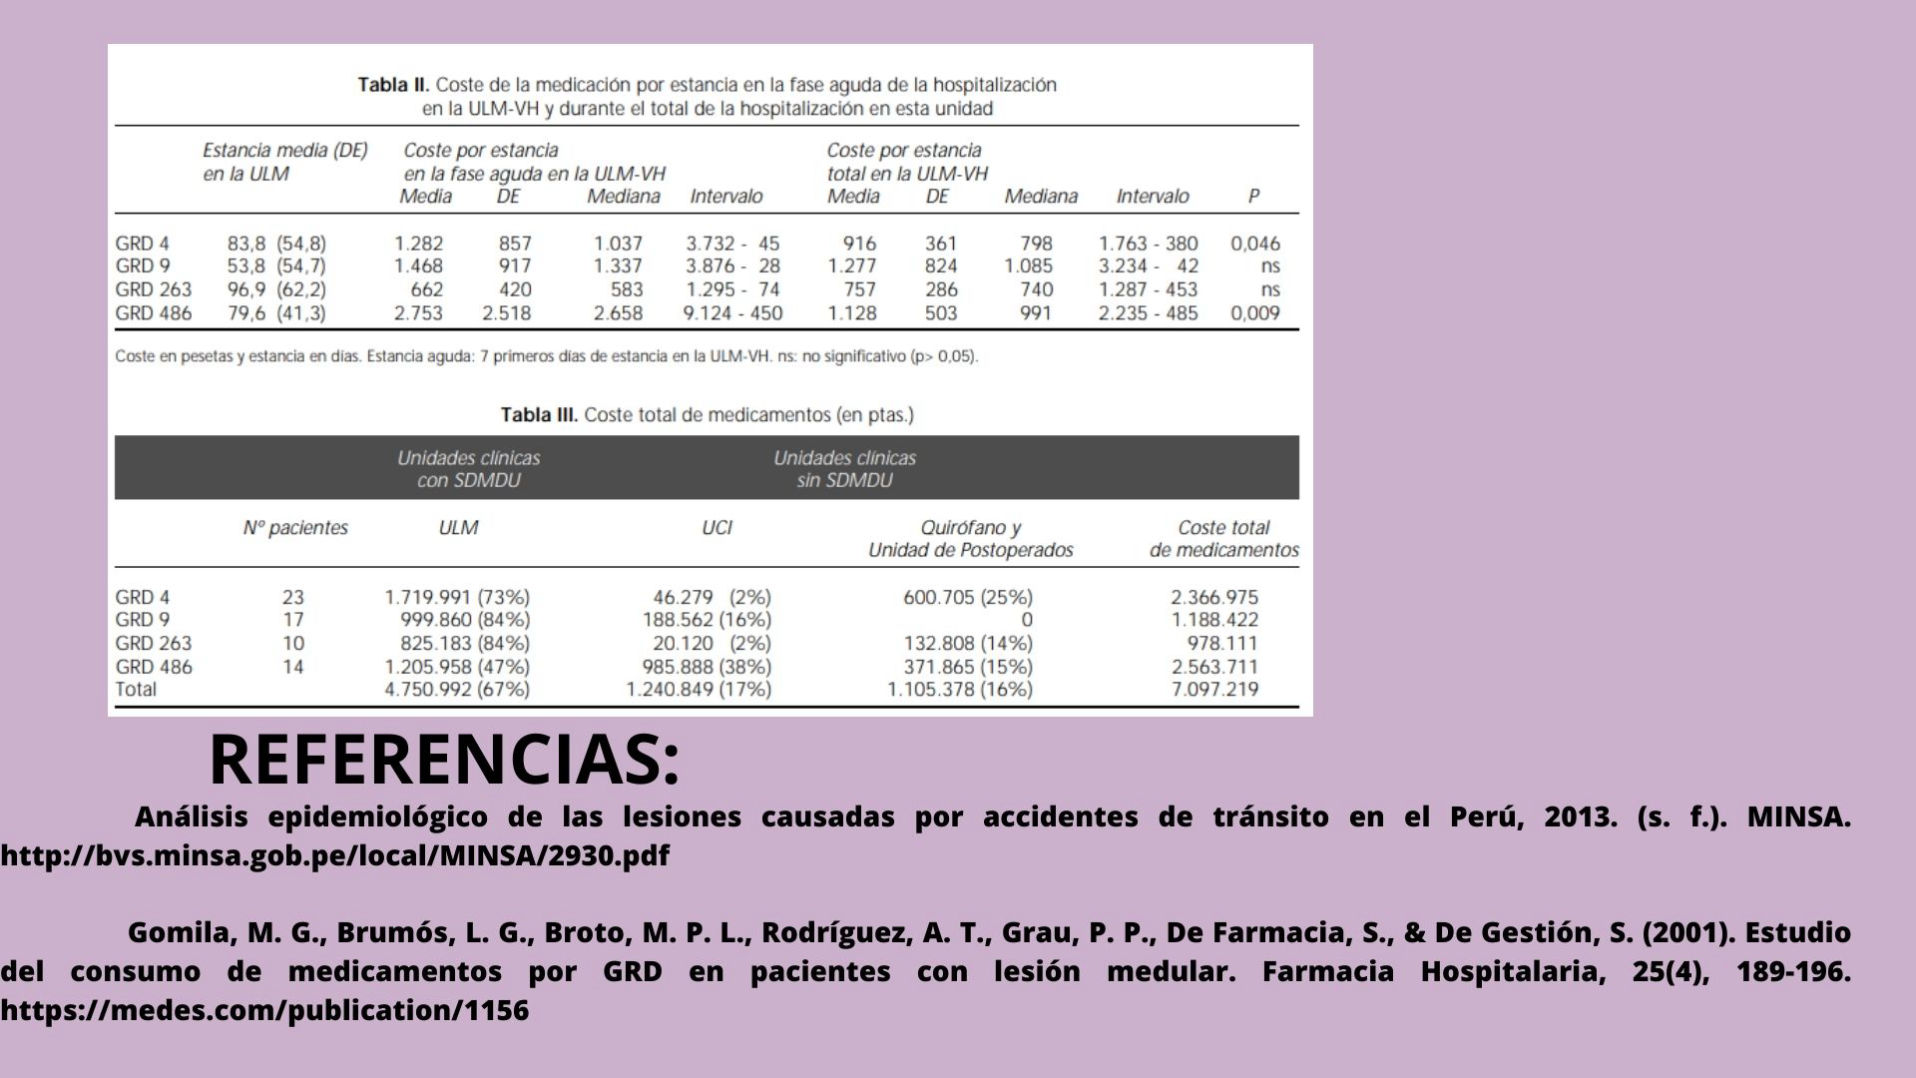 Tabla II. Coste de la medicación por estancia en la fase aguda de la hospitalización
en la ULM-VH y durante el total de la hospitalización en esta unidad
Estancia media (DE) Coste por estancia Coste por estancia
en la ULM en la fase aguda en la ULM-VH total en la ULM-VH
Media DE Mediana Intervalo Media DE Mediana Intervalo P
GRD 4 83,8 (54,8) 1.282 857 1.037 3.732 - 45 916 361 798 1.763 - 380 0,046
GRD 9 53,8 (54,7) 1.468 917 1.337 3.876 - 28 1.277 824 1.085 3.234 - 42 ns
GRD 263 96,9 (62,2) 662 420 583 1.295 - 74 757 286 740 1.287 - 453 ns
GRD 486 79,6 (41,3) 2.753 2.518 2.658 9.124 - 450 1.128 503 991 2.235 - 485 0,009
Coste en pesetas y estancia en días. Estancia aguda: 7 primeros días de estancia en la ULM-VH. ns: no significativo (p> 0,05).
Tabla III. Coste total de medicamentos (en ptas.)
Unidades clínicas Unidades clínicas
con SDMDU sin SDMDU
Nº pacientes ULM UCI Quirófano y Coste total
Unidad de Postoperados de medicamentos
GRD 4 23 1.719.991 (73%) 46.279 (2%) 600.705 (25%) 2.366.975
GRD 9 17 999.860 (84%) 188.562 (16%) 0 1.188.422
GRD 263 10 825.183 (84%) 20.120 (2%) 132.808 (14%) 978.111
GRD 486 14 1.205.958 (47%) 985.888 (38%) 371.865 (15%) 2.563.711
Total 4.750.992 (67%) 1.240.849 (17%) 1.105.378 (16%) 7.097.219
REFERENCIAS:
Análisis epidemiológico de las lesiones causadas por accidentes de tránsito en el Perú, 2013. (s. f.). MINSA.
http://bvs.minsa.gob.pe/local/MINSA/2930.pdf
Gomila, M. G., Brumós, L. G., Broto, M. P. L., Rodríguez, A. T., Grau, P. P., De Farmacia, S., & De Gestión, S. (2001). Estudio
del consumo de medicamentos por GRD en pacientes con lesión medular. Farmacia Hospitalaria, 25(4), 189-196.
https://medes.com/publication/1156